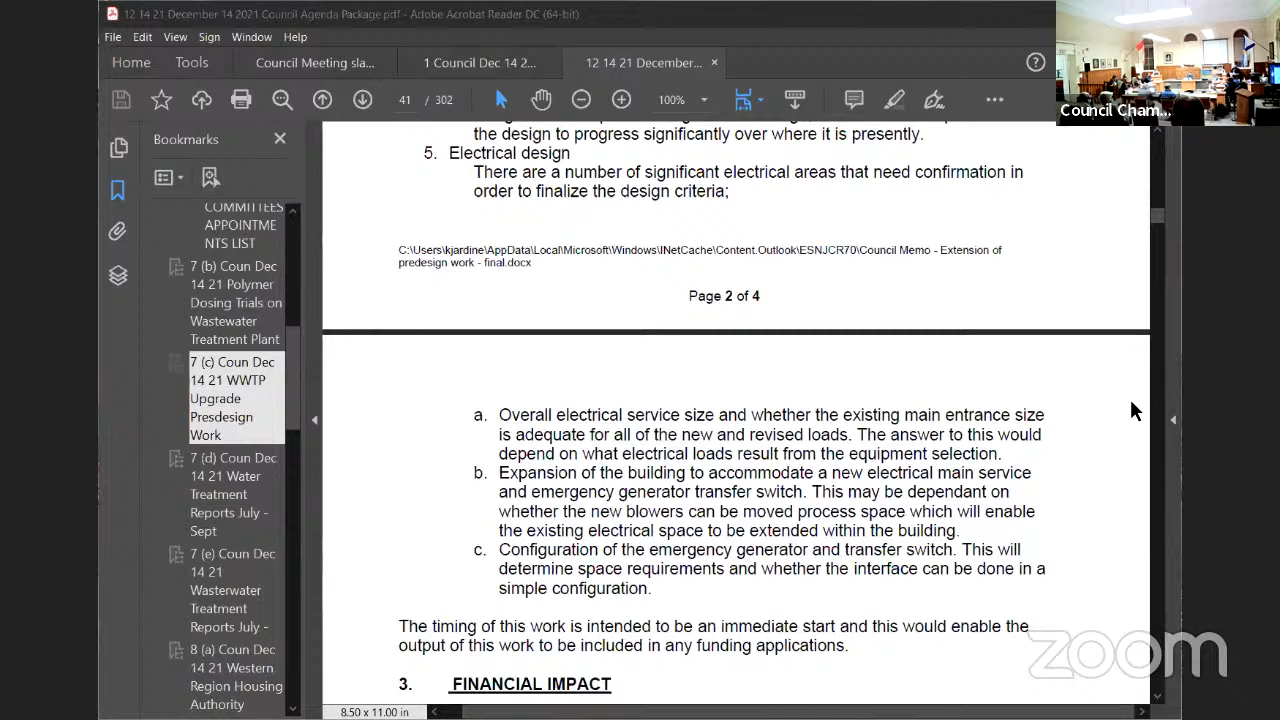 12 14 21 December 14 2021 Council Agenda Package.pdf - Adobe Acrobat Reader DC (64-bit)
File Edit View Sign Window Help
Home Tools Council Meeting sla... 1 Council Dec 14 2... 12 14 21 December... ×
41 / 302 100%
Council Cham...
Bookmarks
COMMITTEES
APPOINTME
NTS LIST
7 (b) Coun Dec
14 21 Polymer
Dosing Trials on
Wastewater
Treatment Plant
7 (c) Coun Dec
14 21 WWTP
Upgrade
Presdesign
Work
7 (d) Coun Dec
14 21 Water
Treatment
Reports July -
Sept
7 (e) Coun Dec
14 21
Wasterwater
Treatment
Reports July -
8 (a) Coun Dec
14 21 Western
Region Housing
Authority
the design to progress significantly over where it is presently.
5. Electrical design
There are a number of significant electrical areas that need confirmation in
order to finalize the design criteria;
C:\Users\kjardine\AppData\Local\Microsoft\Windows\INetCache\Content.Outlook\ESNJCR70\Council Memo - Extension of
predesign work - final.docx
Page 2 of 4
a. Overall electrical service size and whether the existing main entrance size
is adequate for all of the new and revised loads. The answer to this would
depend on what electrical loads result from the equipment selection.
b. Expansion of the building to accommodate a new electrical main service
and emergency generator transfer switch. This may be dependant on
whether the new blowers can be moved process space which will enable
the existing electrical space to be extended within the building.
c. Configuration of the emergency generator and transfer switch. This will
determine space requirements and whether the interface can be done in a
simple configuration.
The timing of this work is intended to be an immediate start and this would enable the
output of this work to be included in any funding applications.
3. FINANCIAL IMPACT
8.50 x 11.00 in
zoom